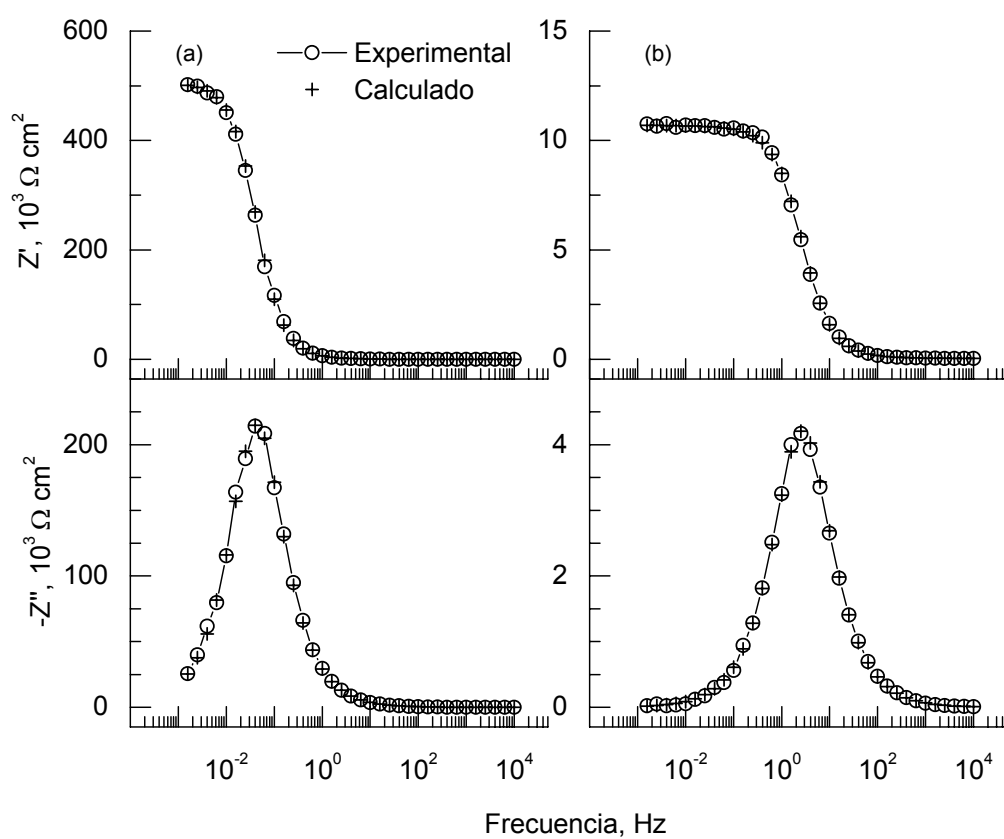 600
(a)
Experimental
Calculado
400
200
0
Z', 10³ Ω cm²
15
(b)
10
5
0
200
100
0
-Z'', 10³ Ω cm²
4
2
0
10⁻² 10⁰ 10² 10⁴
10⁻² 10⁰ 10² 10⁴
Frecuencia, Hz